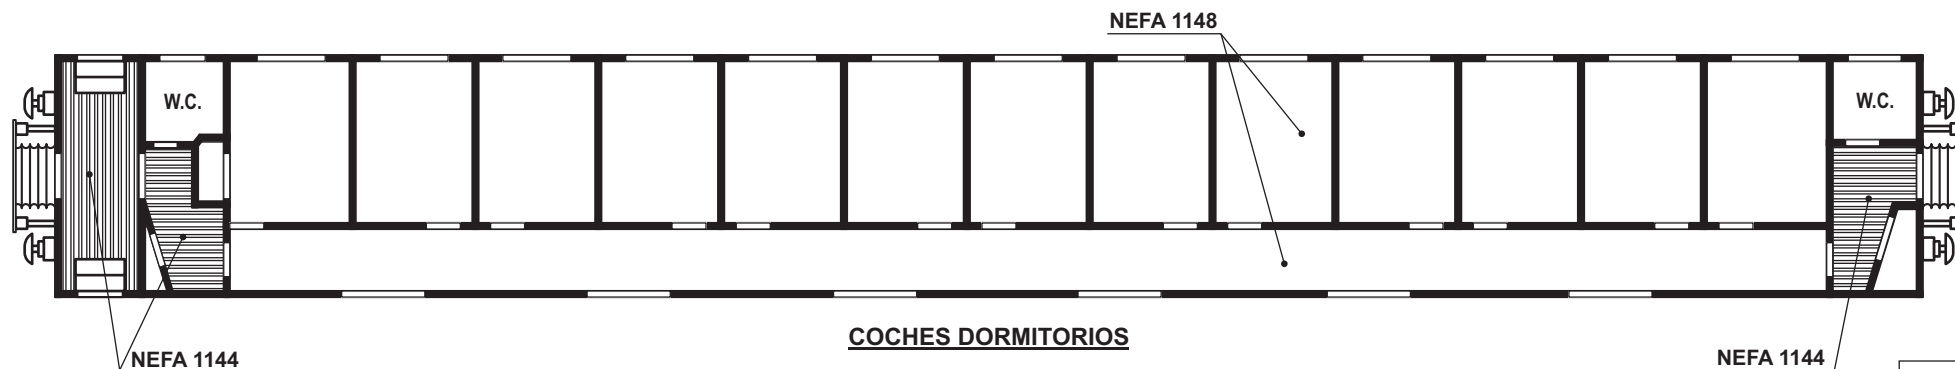 NEFA 1148
W.C.
W.C.
COCHES DORMITORIOS
NEFA 1144
NEFA 1144